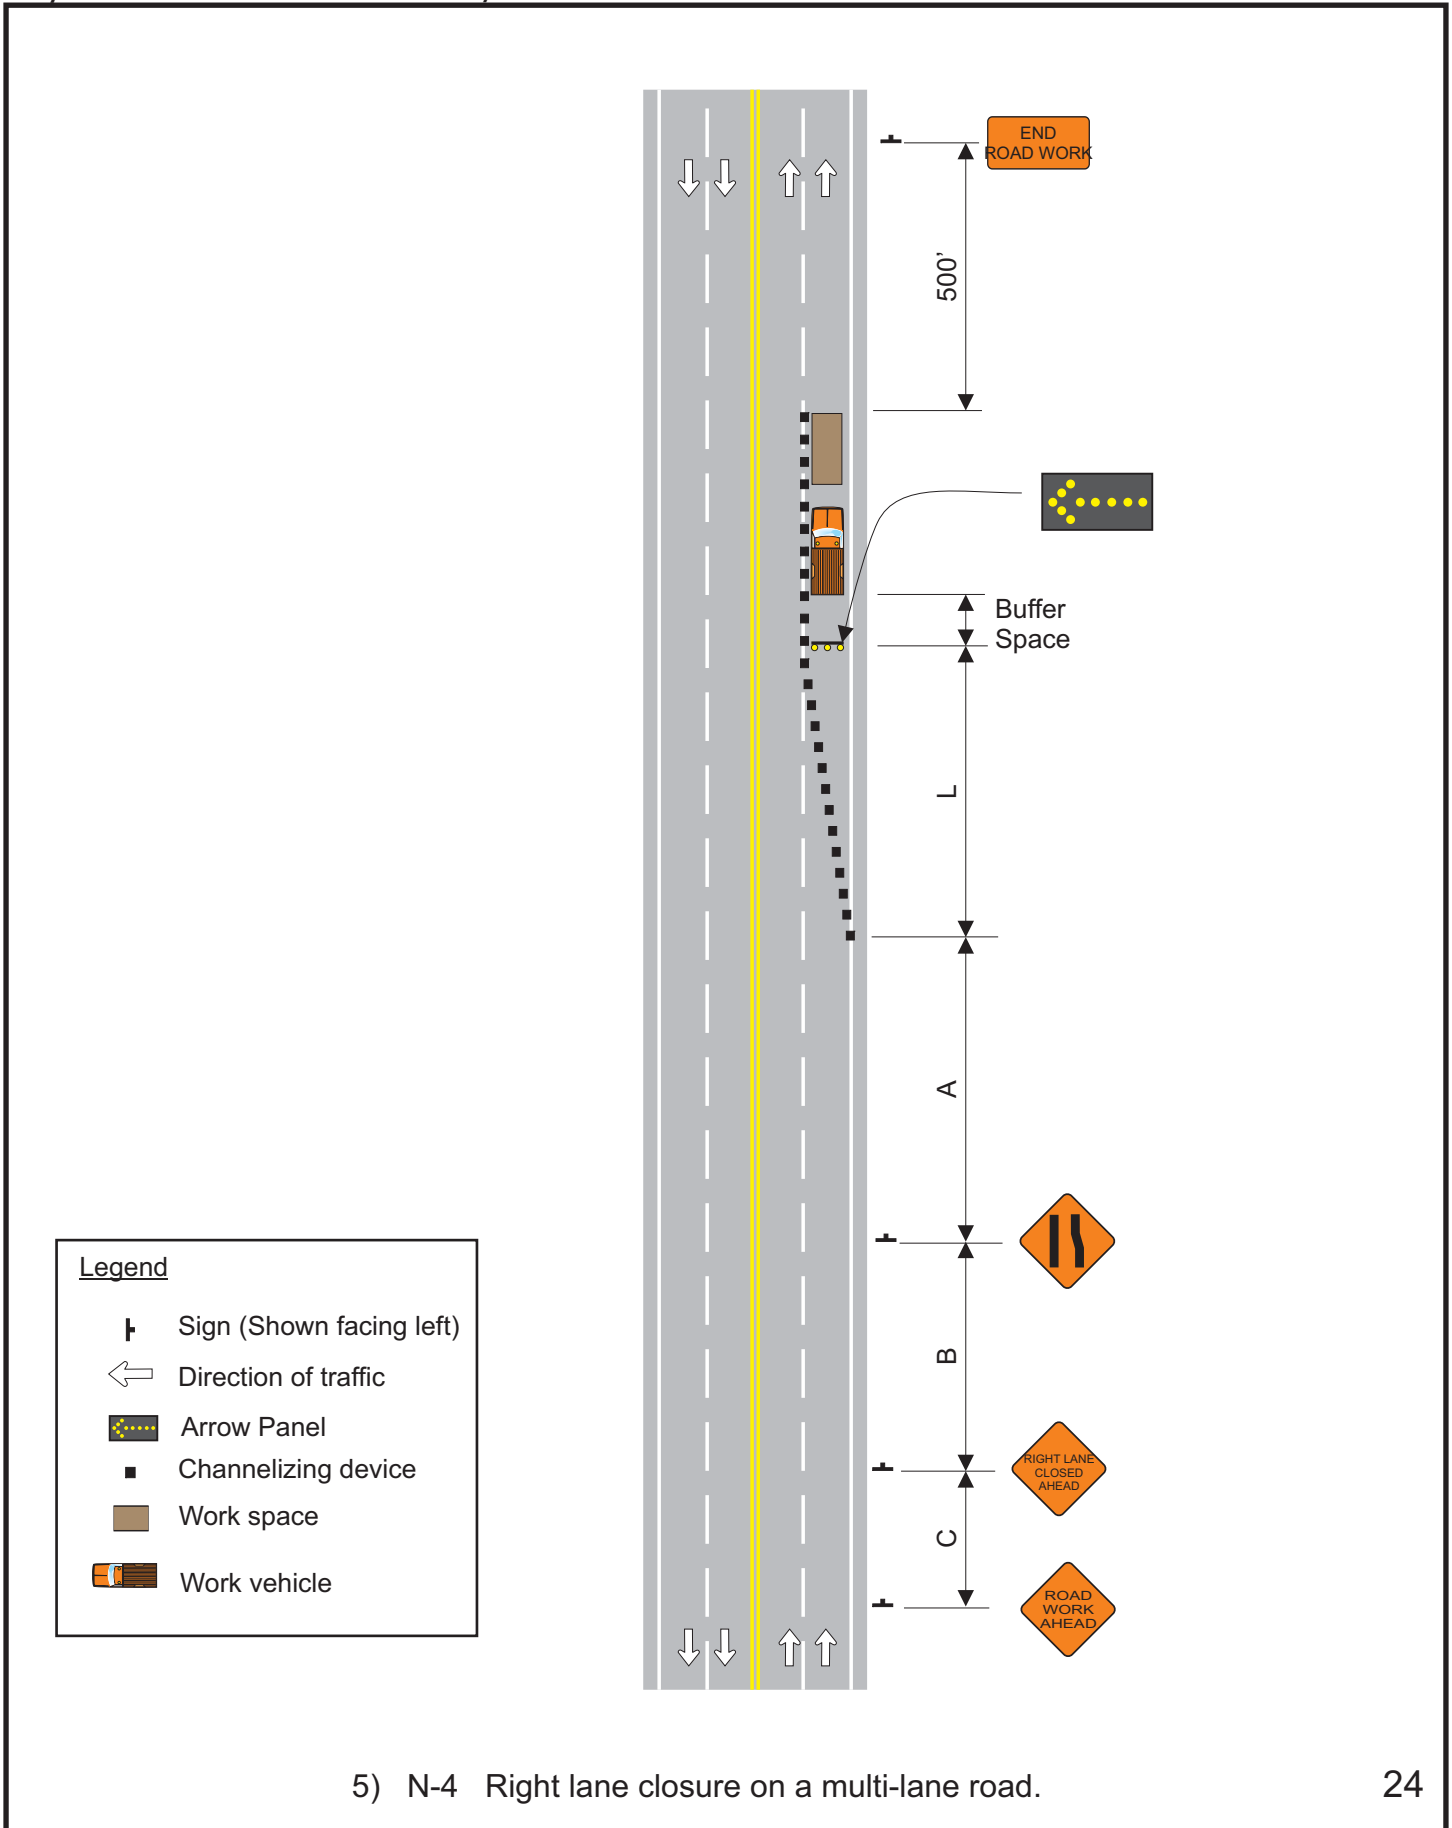 END
ROAD WORK
500’
Buffer
Space
L
A
B
RIGHT LANE
CLOSED
AHEAD
C
ROAD
WORK
AHEAD
Legend
Sign (Shown facing left)
Direction of traffic
Arrow Panel
Channelizing device
Work space
Work vehicle
5) N-4 Right lane closure on a multi-lane road.
24